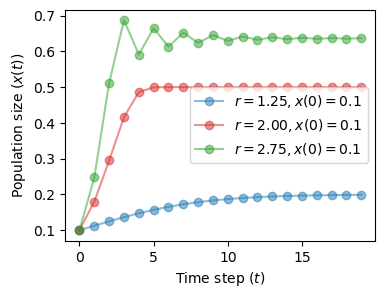 0.7
0.6
0.5
0.4
0.3
0.2
0.1
Population size (x(t))
r = 1.25, x(0) = 0.1
r = 2.00, x(0) = 0.1
r = 2.75, x(0) = 0.1
0 5 10 15
Time step (t)